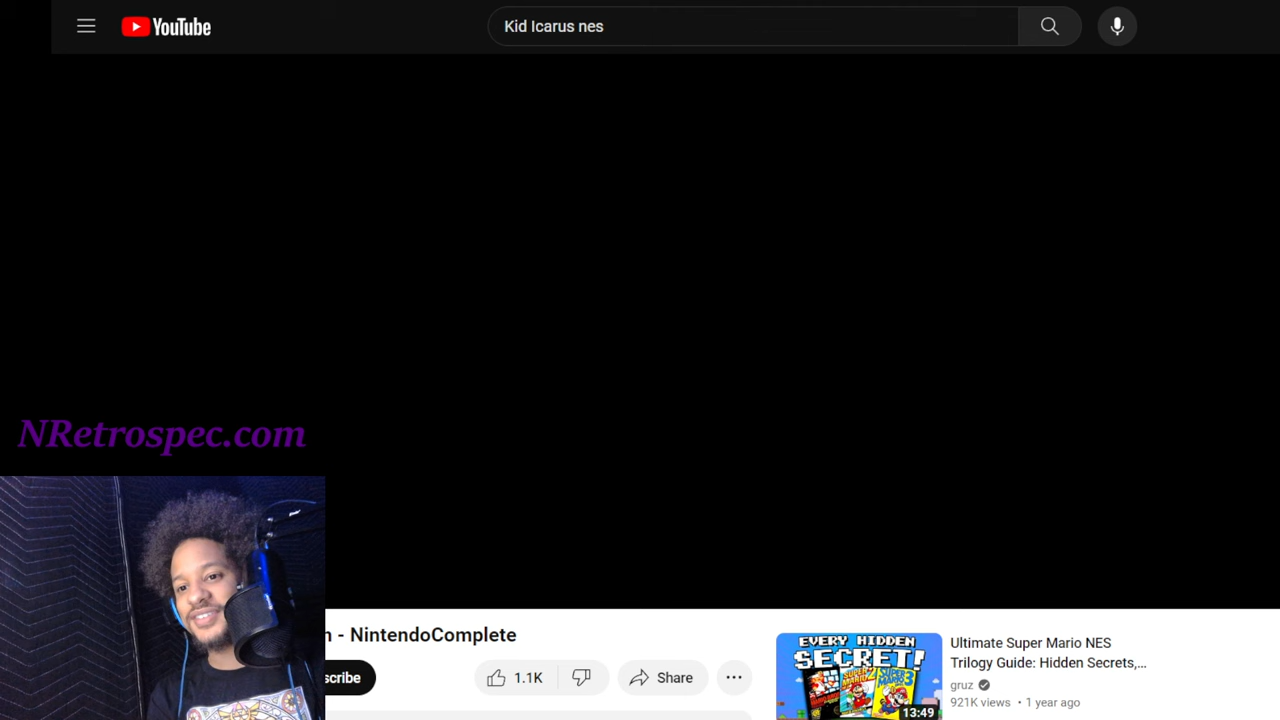 YouTube
Kid Icarus nes
NRetrospec.com
- NintendoComplete
scribe
1.1K
Share
EVERY HIDDEN
SECRET!
13:49
Ultimate Super Mario NES
Trilogy Guide: Hidden Secrets,...
gruz
921K views • 1 year ago